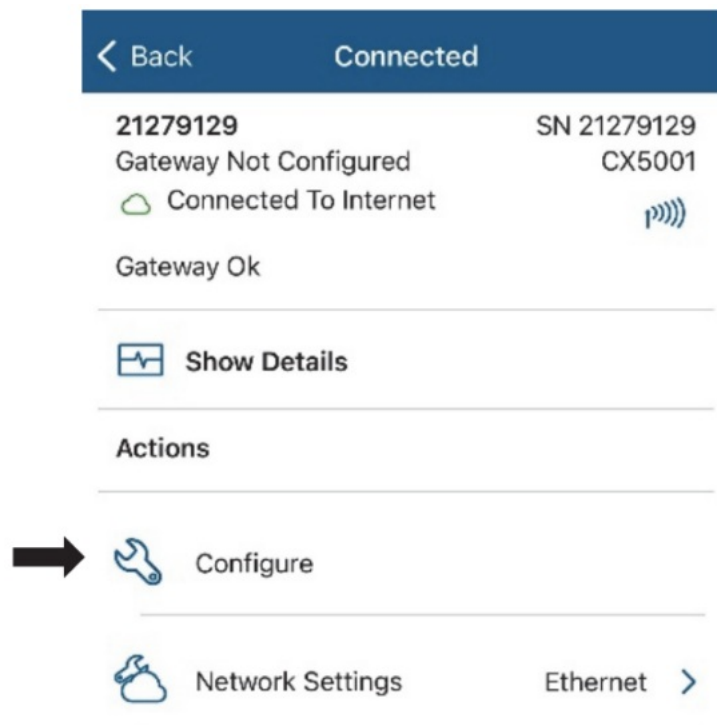 Back Connected
21279129 SN 21279129
Gateway Not Configured CX5001
Connected To Internet
Gateway Ok
Show Details
Actions
Configure
Network Settings Ethernet